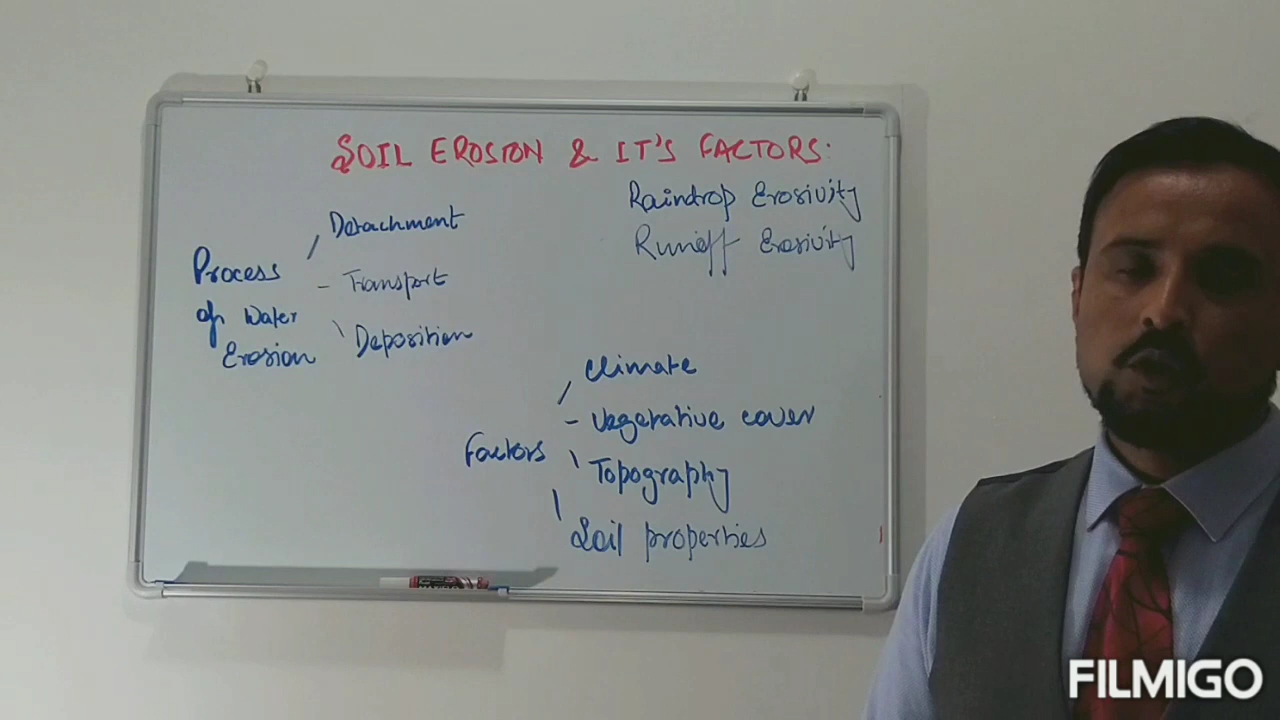 SOIL EROSION & IT'S FACTORS:
Raindrop Erosivity
Runoff Erosivity
Process
of Water
Erosion
Detachment
Transport
Deposition
Factors
Climate
Vegetative cover
Topography
Soil properties
FILMIGO